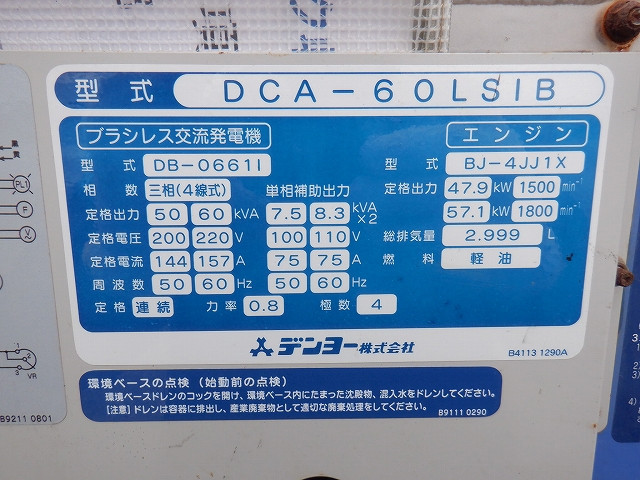 型式 DCA-60LSIB
ブラシレス交流発電機 エンジン
型式 DB-0661I 型式 BJ-4JJ1X
相数 三相(4線式) 単相補助出力 定格出力 47.9 kW 1500 min⁻¹
定格出力 50 60 kVA 7.5 8.3 kVA×2 57.1 kW 1800 min⁻¹
定格電圧 200 220 V 100 110 V 総排気量 2.999 L
定格電流 144 157 A 75 75 A 燃料 軽油
周波数 50 60 Hz 50 60 Hz
定格 連続 力率 0.8 極数 4
デンヨー株式会社 B4113 1290A
環境ベースの点検(始動前の点検)
環境ベースドレンのコックを開け、環境ベース内にたまった沈殿物、混入水をドレンしてください。
[注意]ドレンは容器に排出し、産業廃棄物として適切な廃棄処理をしてください。
B9111 0290
PL1
F
V
3
VR
B9211 0801